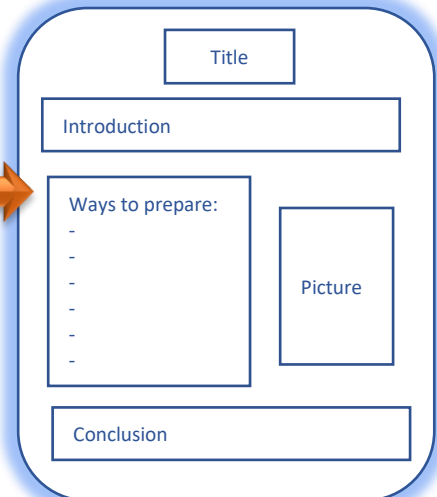 Title
Introduction
Ways to prepare:
-
-
-
-
-
-
Picture
Conclusion